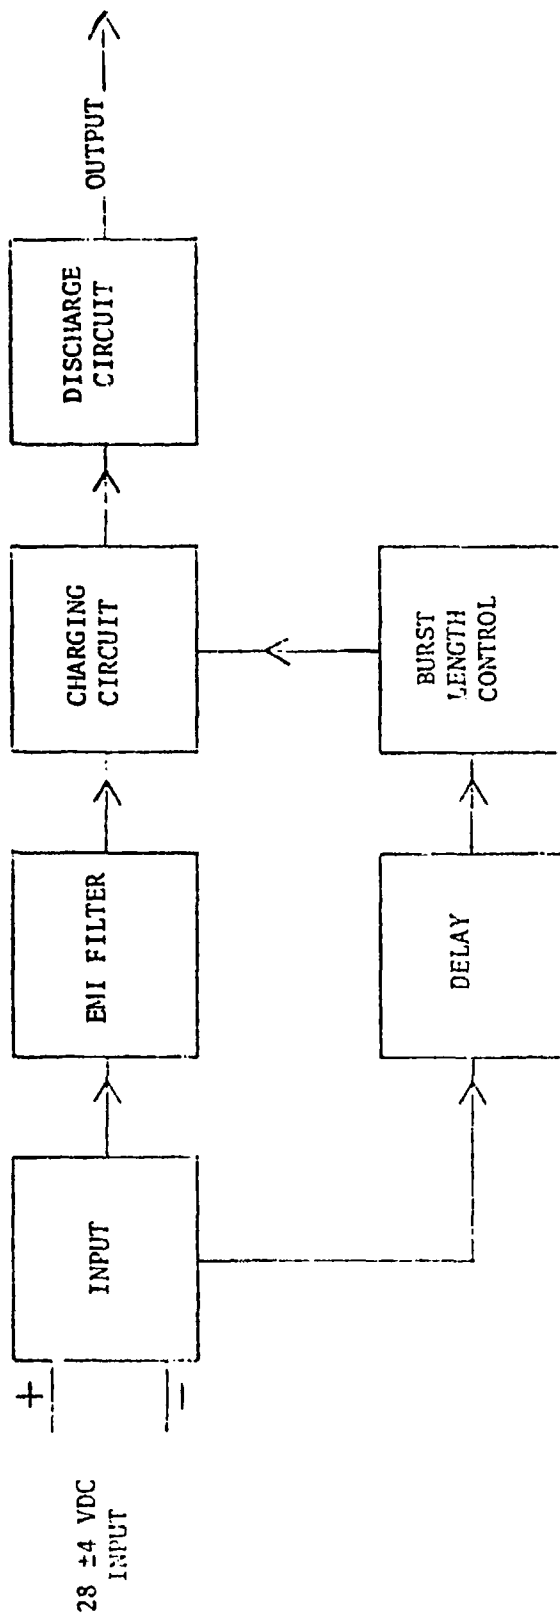 28 ±4 VDC
INPUT
+
−
INPUT
EMI FILTER
CHARGING
CIRCUIT
DISCHARGE
CIRCUIT
OUTPUT
DELAY
BURST
LENGTH
CONTROL